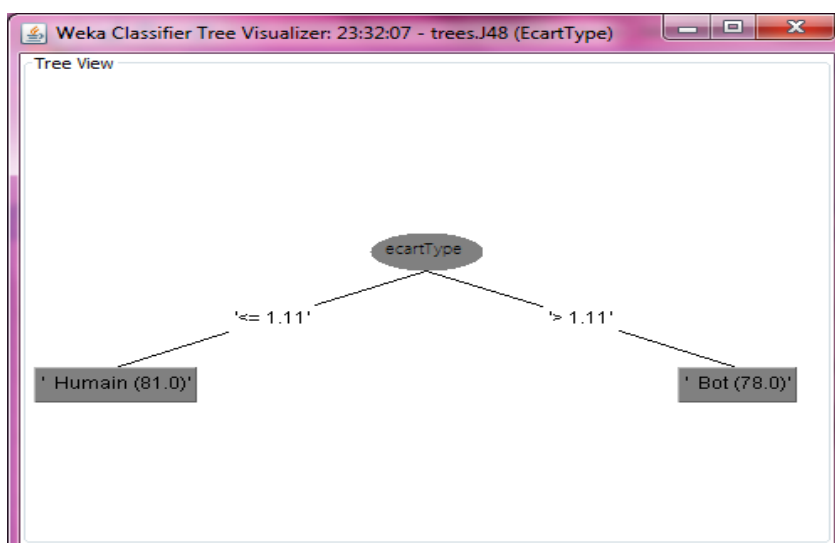 Weka Classifier Tree Visualizer: 23:32:07 - trees.J48 (EcartType)
Tree View
ecartType
'<= 1.11'
'> 1.11'
' Humain (81.0)'
' Bot (78.0)'